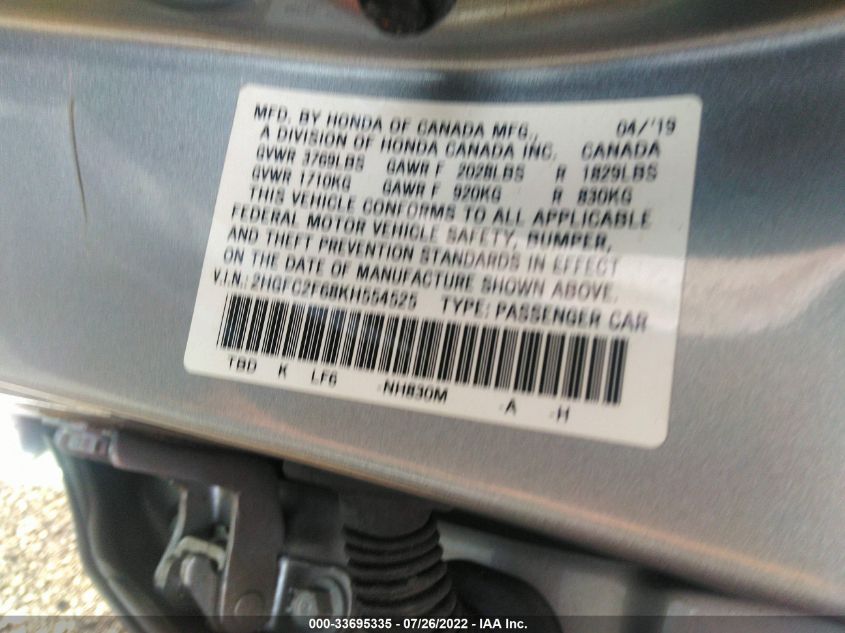 MFD. BY HONDA OF CANADA MFG., 04/'19
A DIVISION OF HONDA CANADA INC. CANADA
GVWR 3769LBS GAWR F 2028LBS R 1829LBS
GVWR 1710KG GAWR F 920KG R 830KG
THIS VEHICLE CONFORMS TO ALL APPLICABLE
FEDERAL MOTOR VEHICLE SAFETY, BUMPER,
AND THEFT PREVENTION STANDARDS IN EFFECT
ON THE DATE OF MANUFACTURE SHOWN ABOVE.
V.I.N.: 2HGFC2F68KH554525 TYPE: PASSENGER CAR
TBD K LF6 -NH830M -A -H
000-33695335 - 07/26/2022 - IAA Inc.